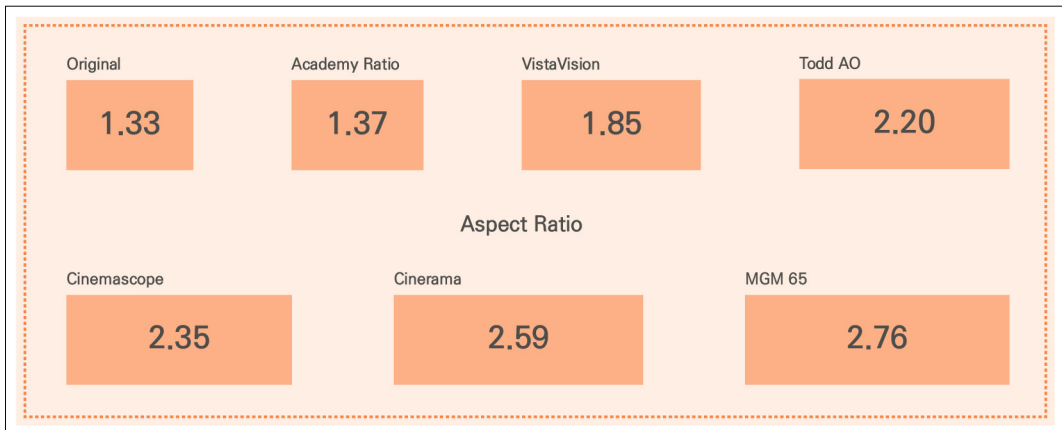 Original
Academy Ratio
VistaVision
Todd AO
1.33
1.37
1.85
2.20
Aspect Ratio
Cinemascope
Cinerama
MGM 65
2.35
2.59
2.76